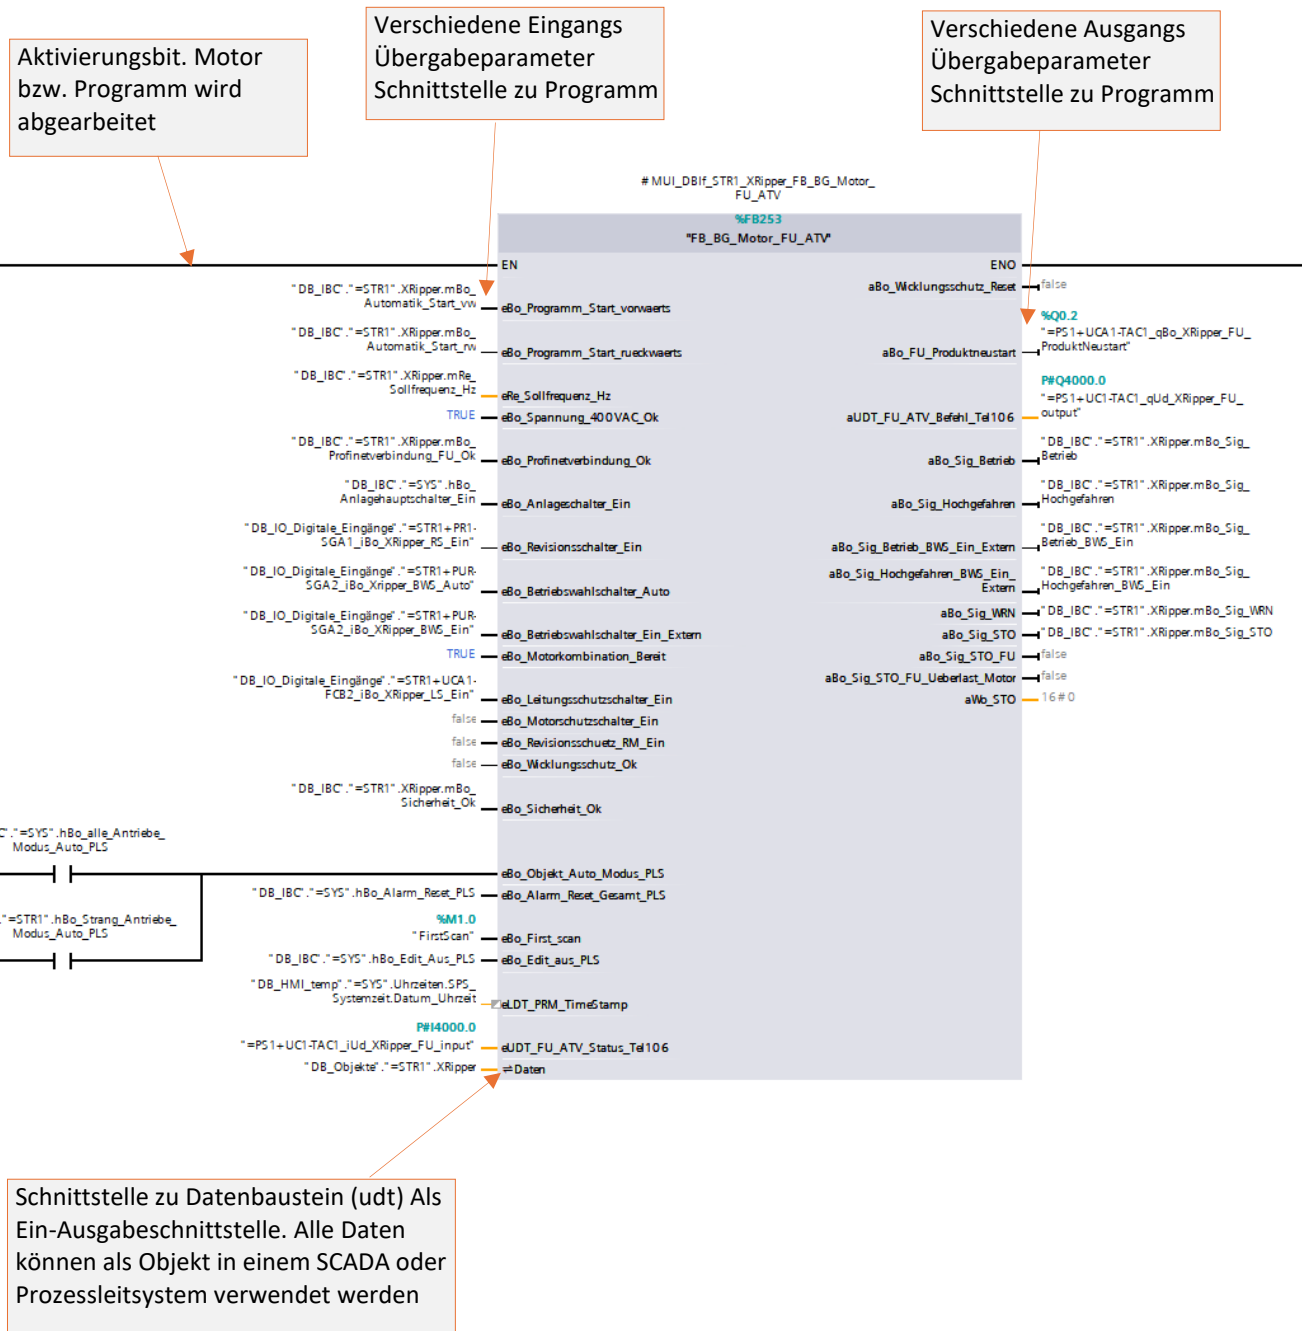 Aktivierungsbit. Motor
bzw. Programm wird
abgearbeitet
Verschiedene Eingangs
Übergabeparameter
Schnittstelle zu Programm
Verschiedene Ausgangs
Übergabeparameter
Schnittstelle zu Programm
# MUI_DBIf_STR1_XRipper_FB_BG_Motor_
FU_ATV
%FB253
"FB_BG_Motor_FU_ATV"
EN
ENO
"DB_IBC"."=STR1".XRipper.mBo_
Automatik_Start_vw
eBo_Programm_Start_vorwaerts
"DB_IBC"."=STR1".XRipper.mBo_
Automatik_Start_rw
eBo_Programm_Start_rueckwaerts
"DB_IBC"."=STR1".XRipper.mRe_
Sollfrequenz_Hz
eRe_Sollfrequenz_Hz
TRUE
eBo_Spannung_400VAC_Ok
"DB_IBC"."=STR1".XRipper.mBo_
Profinetverbindung_FU_Ok
eBo_Profinetverbindung_Ok
"DB_IBC"."=SYS".hBo_
Anlagehauptschalter_Ein
eBo_Anlageschalter_Ein
"DB_IO_Digitale_Eingänge"."=STR1+PR1-
SGA1_iBo_XRipper_RS_Ein"
eBo_Revisionsschalter_Ein
"DB_IO_Digitale_Eingänge"."=STR1+PUR-
SGA2_iBo_Xripper_BWS_Auto"
eBo_Betriebswahlschalter_Auto
"DB_IO_Digitale_Eingänge"."=STR1+PUR-
SGA2_iBo_XRipper_BWS_Ein"
eBo_Betriebswahlschalter_Ein_Extern
TRUE
eBo_Motorkombination_Bereit
"DB_IO_Digitale_Eingänge"."=STR1+UCA1-
FCB2_iBo_XRipper_LS_Ein"
eBo_Leitungsschutzschalter_Ein
false
eBo_Motorschutzschalter_Ein
false
eBo_Revisionsschuetz_RM_Ein
false
eBo_Wicklungsschutz_Ok
"DB_IBC"."=STR1".XRipper.mBo_
Sicherheit_Ok
eBo_Sicherheit_Ok
C"."=SYS".hBo_alle_Antriebe_
Modus_Auto_PLS
eBo_Objekt_Auto_Modus_PLS
"DB_IBC"."=SYS".hBo_Alarm_Reset_PLS
eBo_Alarm_Reset_Gesamt_PLS
."=STR1".hBo_Strang_Antriebe_
Modus_Auto_PLS
%M1.0
"FirstScan"
eBo_First_scan
"DB_IBC"."=SYS".hBo_Edit_Aus_PLS
eBo_Edit_aus_PLS
"DB_HMI_temp"."=SYS".Uhrzeiten.SPS_
Systemzeit.Datum_Uhrzeit
eLDT_PRM_TimeStamp
P#I4000.0
"=PS1+UC1-TAC1_iUd_XRipper_FU_input"
eUDT_FU_ATV_Status_Tel106
"DB_Objekte"."=STR1".XRipper
⇌Daten
aBo_Wicklungsschutz_Reset
false
%Q0.2
"=PS1+UCA1-TAC1_qBo_XRipper_FU_
ProduktNeustart"
aBo_FU_Produktneustart
P#Q4000.0
"=PS1+UC1-TAC1_qUd_XRipper_FU_
output"
aUDT_FU_ATV_Befehl_Tel106
"DB_IBC"."=STR1".XRipper.mBo_Sig_
Betrieb
aBo_Sig_Betrieb
"DB_IBC"."=STR1".XRipper.mBo_Sig_
Hochgefahren
aBo_Sig_Hochgefahren
"DB_IBC"."=STR1".XRipper.mBo_Sig_
Betrieb_BWS_Ein
aBo_Sig_Betrieb_BWS_Ein_Extern
"DB_IBC"."=STR1".XRipper.mBo_Sig_
Hochgefahren_BWS_Ein
aBo_Sig_Hochgefahren_BWS_Ein_
Extern
aBo_Sig_WRN
"DB_IBC"."=STR1".XRipper.mBo_Sig_WRN
aBo_Sig_STO
"DB_IBC"."=STR1".XRipper.mBo_Sig_STO
aBo_Sig_STO_FU
false
aBo_Sig_STO_FU_Ueberlast_Motor
false
aWo_STO
16#0
Schnittstelle zu Datenbaustein (udt) Als
Ein-Ausgabeschnittstelle. Alle Daten
können als Objekt in einem SCADA oder
Prozessleitsystem verwendet werden